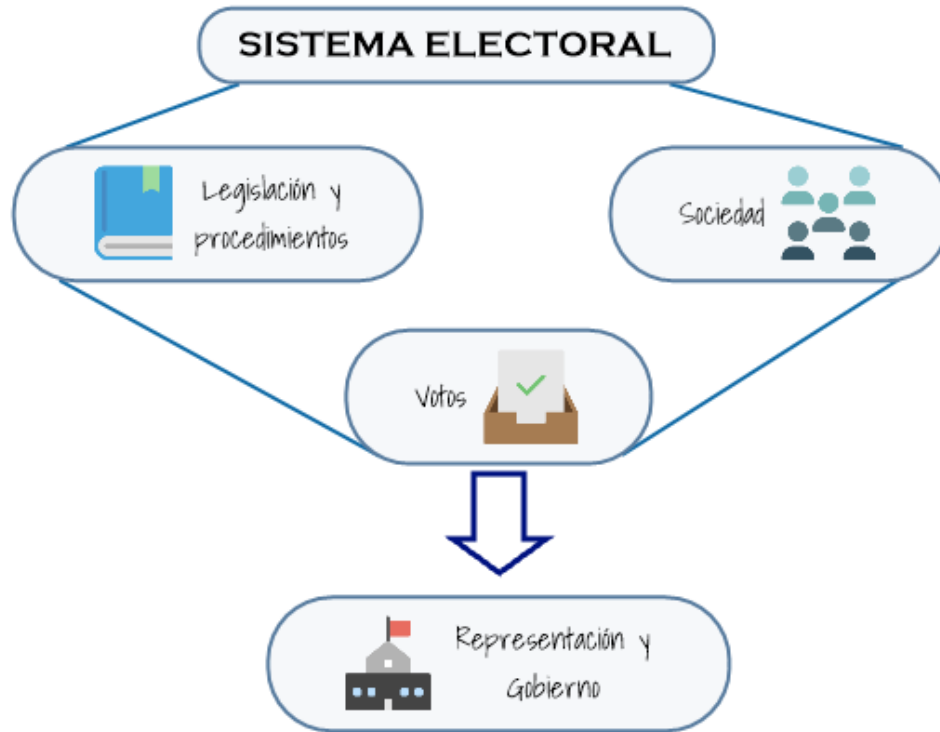 SISTEMA ELECTORAL
Legislación y
procedimientos
Sociedad
Votos
Representación y
Gobierno